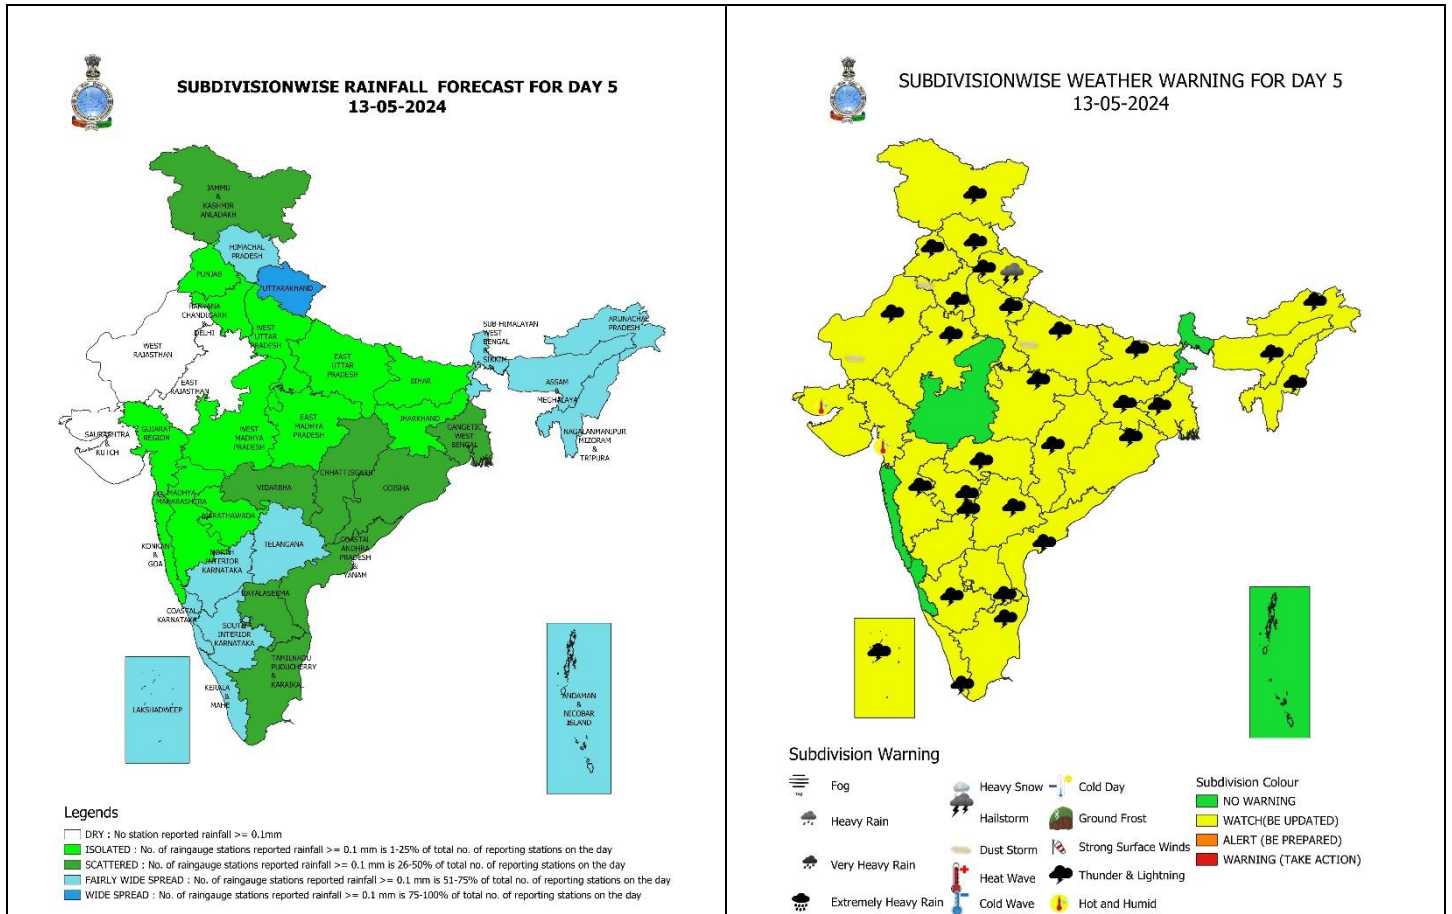 SUBDIVISIONWISE RAINFALL FORECAST FOR DAY 5
13-05-2024
JAMMU
&
KASHMIR
ANLADAKH
HIMACHAL
PRADESH
PUNJAB
UTTARAKHAND
HARYANA
CHANDIGARH
&
DELHI
WEST
UTTAR
PRADESH
WEST
RAJASTHAN
EAST
RAJASTHAN
EAST
UTTAR
PRADESH
BIHAR
SUB-HIMALAYAN
WEST
BENGAL
&
SIKKIM
ARUNACHAL
PRADESH
ASSAM
&
MEGHALAYA
NAGALANMANIPUR
MIZORAM
&
TRIPURA
SAURASHTRA
&
KUTCH
GUJARAT
REGION
WEST
MADHYA
PRADESH
EAST
MADHYA
PRADESH
JHARKHAND
GANGETIC
WEST
BENGAL
CHHATTISGARH
ODISHA
VIDARBHA
MADHYA
MAHARASHTRA
MARATHAWADA
KONKAN
&
GOA
NORTH
INTERIOR
KARNATAKA
TELANGANA
COASTAL
ANDHRA
PRADESH
&
YANAM
RAYALASEEMA
COASTAL
KARNATAKA
SOUTH
INTERIOR
KARNATAKA
TAMILNADU
PUDUCHERRY
&
KARAIKAL
KERALA
&
MAHE
LAKSHADWEEP
ANDAMAN
&
NICOBAR
ISLAND
Legends
DRY : No station reported rainfall >= 0.1mm
ISOLATED : No. of raingauge stations reported rainfall >= 0.1 mm is 1-25% of total no. of reporting stations on the day
SCATTERED : No. of raingauge stations reported rainfall >= 0.1 mm is 26-50% of total no. of reporting stations on the day
FAIRLY WIDE SPREAD : No. of raingauge stations reported rainfall >= 0.1 mm is 51-75% of total no. of reporting stations on the day
WIDE SPREAD : No. of raingauge stations reported rainfall >= 0.1 mm is 75-100% of total no. of reporting stations on the day
SUBDIVISIONWISE WEATHER WARNING FOR DAY 5
13-05-2024
Subdivision Warning
Fog
Heavy Rain
Very Heavy Rain
Extremely Heavy Rain
Heavy Snow
Hailstorm
Dust Storm
Heat Wave
Cold Wave
Cold Day
Ground Frost
Strong Surface Winds
Thunder & Lightning
Hot and Humid
Subdivision Colour
NO WARNING
WATCH(BE UPDATED)
ALERT (BE PREPARED)
WARNING (TAKE ACTION)